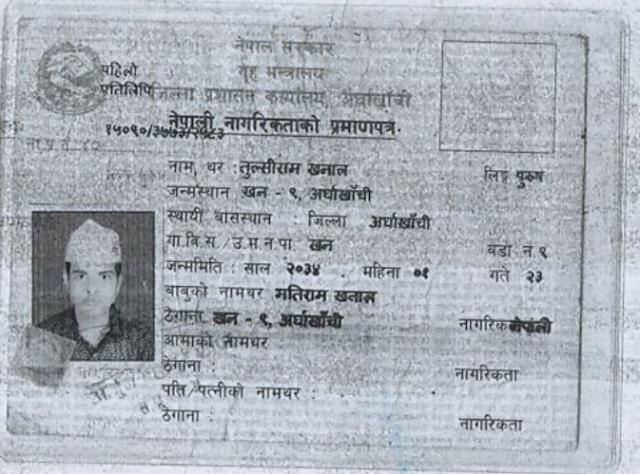 नेपाल सरकार
गृह मन्त्रालय
पहिलो
प्रतिलिपि
जिल्ला प्रशासन कार्यालय, अर्घाखाँची
नेपाली नागरिकताको प्रमाणपत्र
नाम, थर : तुल्सीराम खनाल
लिङ्ग पुरुष
जन्मस्थान खन - ९, अर्घाखाँची
स्थायी बासस्थान : जिल्ला अर्घाखाँची
गा.वि.स./उ.म.न.पा. खन वडा न ९
जन्ममिति : साल २०३४ . महिना ०१ गते २३
बाबुको नामथर मतिराम खनाल
ठेगाना खन - ९, अर्घाखाँची नागरिकता नेपाली
आमाको नामथर
ठेगाना : नागरिकता
पति/पत्नीको नामथर :
ठेगाना : नागरिकता